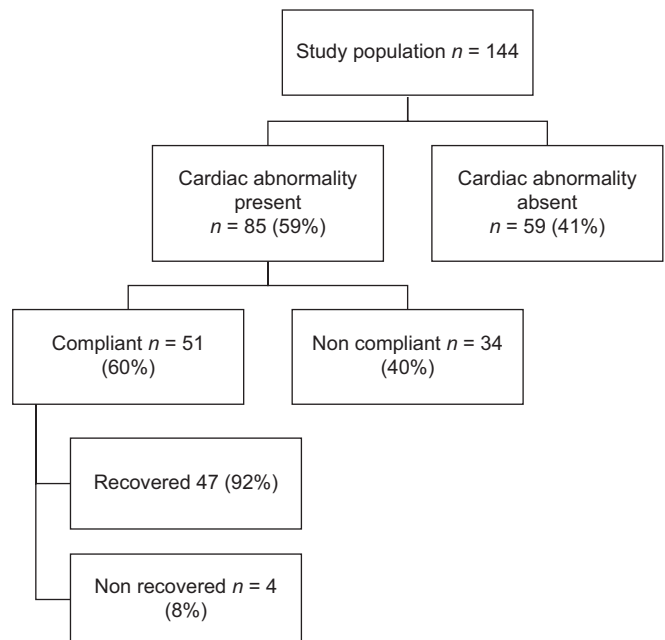 Study population n = 144
Cardiac abnormality
present
n = 85 (59%)
Cardiac abnormality
absent
n = 59 (41%)
Compliant n = 51
(60%)
Non compliant n = 34
(40%)
Recovered 47 (92%)
Non recovered n = 4
(8%)